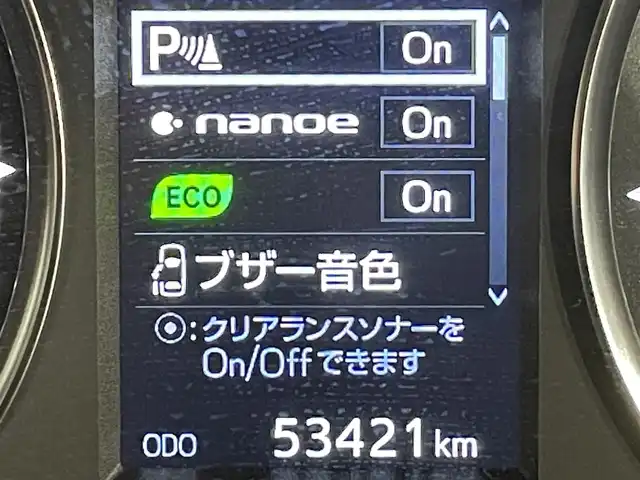 P On
nanoe On
ECO On
ブザー音色
⦿:クリアランスソナーを
On/Offできます
ODO 53421km